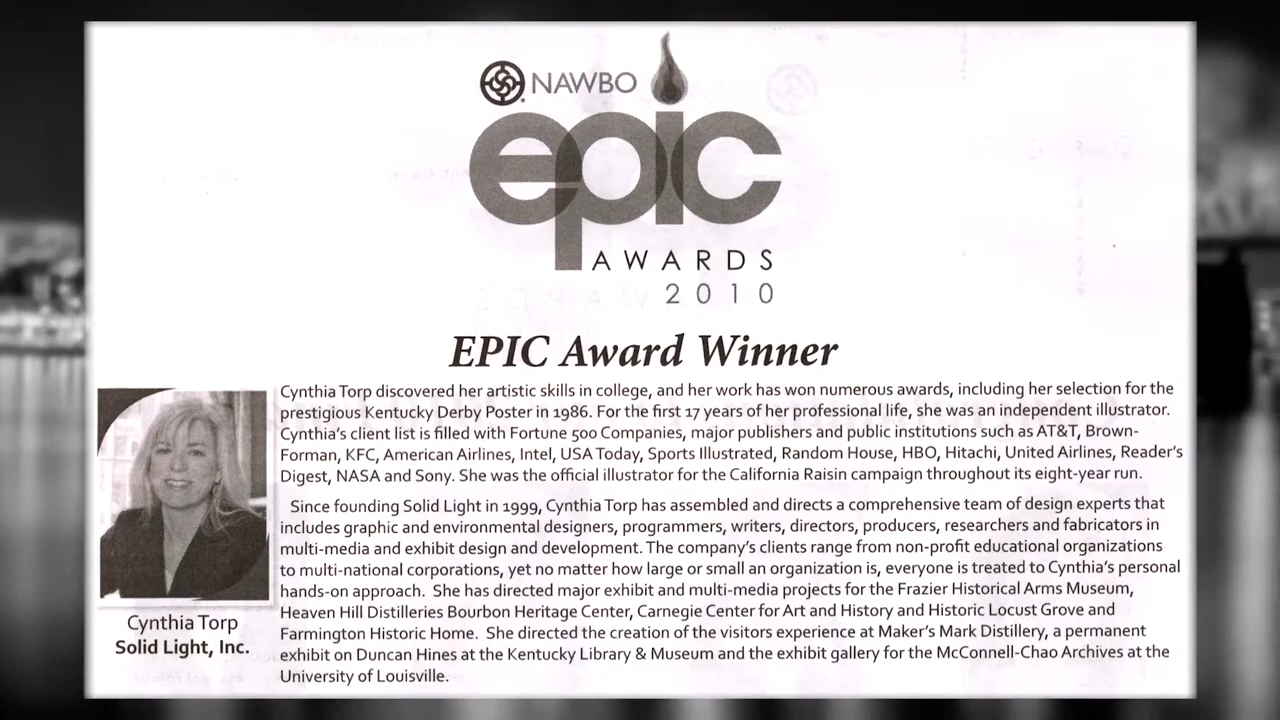 NAWBO
epic
AWARDS
2010
EPIC Award Winner
Cynthia Torp discovered her artistic skills in college, and her work has won numerous awards, including her selection for the
prestigious Kentucky Derby Poster in 1986. For the first 17 years of her professional life, she was an independent illustrator.
Cynthia's client list is filled with Fortune 500 Companies, major publishers and public institutions such as AT&T, Brown-
Forman, KFC, American Airlines, Intel, USA Today, Sports Illustrated, Random House, HBO, Hitachi, United Airlines, Reader's
Digest, NASA and Sony. She was the official illustrator for the California Raisin campaign throughout its eight-year run.
Since founding Solid Light in 1999, Cynthia Torp has assembled and directs a comprehensive team of design experts that
includes graphic and environmental designers, programmers, writers, directors, producers, researchers and fabricators in
multi-media and exhibit design and development. The company's clients range from non-profit educational organizations
to multi-national corporations, yet no matter how large or small an organization is, everyone is treated to Cynthia's personal
hands-on approach. She has directed major exhibit and multi-media projects for the Frazier Historical Arms Museum,
Heaven Hill Distilleries Bourbon Heritage Center, Carnegie Center for Art and History and Historic Locust Grove and
Farmington Historic Home. She directed the creation of the visitors experience at Maker's Mark Distillery, a permanent
exhibit on Duncan Hines at the Kentucky Library & Museum and the exhibit gallery for the McConnell-Chao Archives at the
University of Louisville.
Cynthia Torp
Solid Light, Inc.